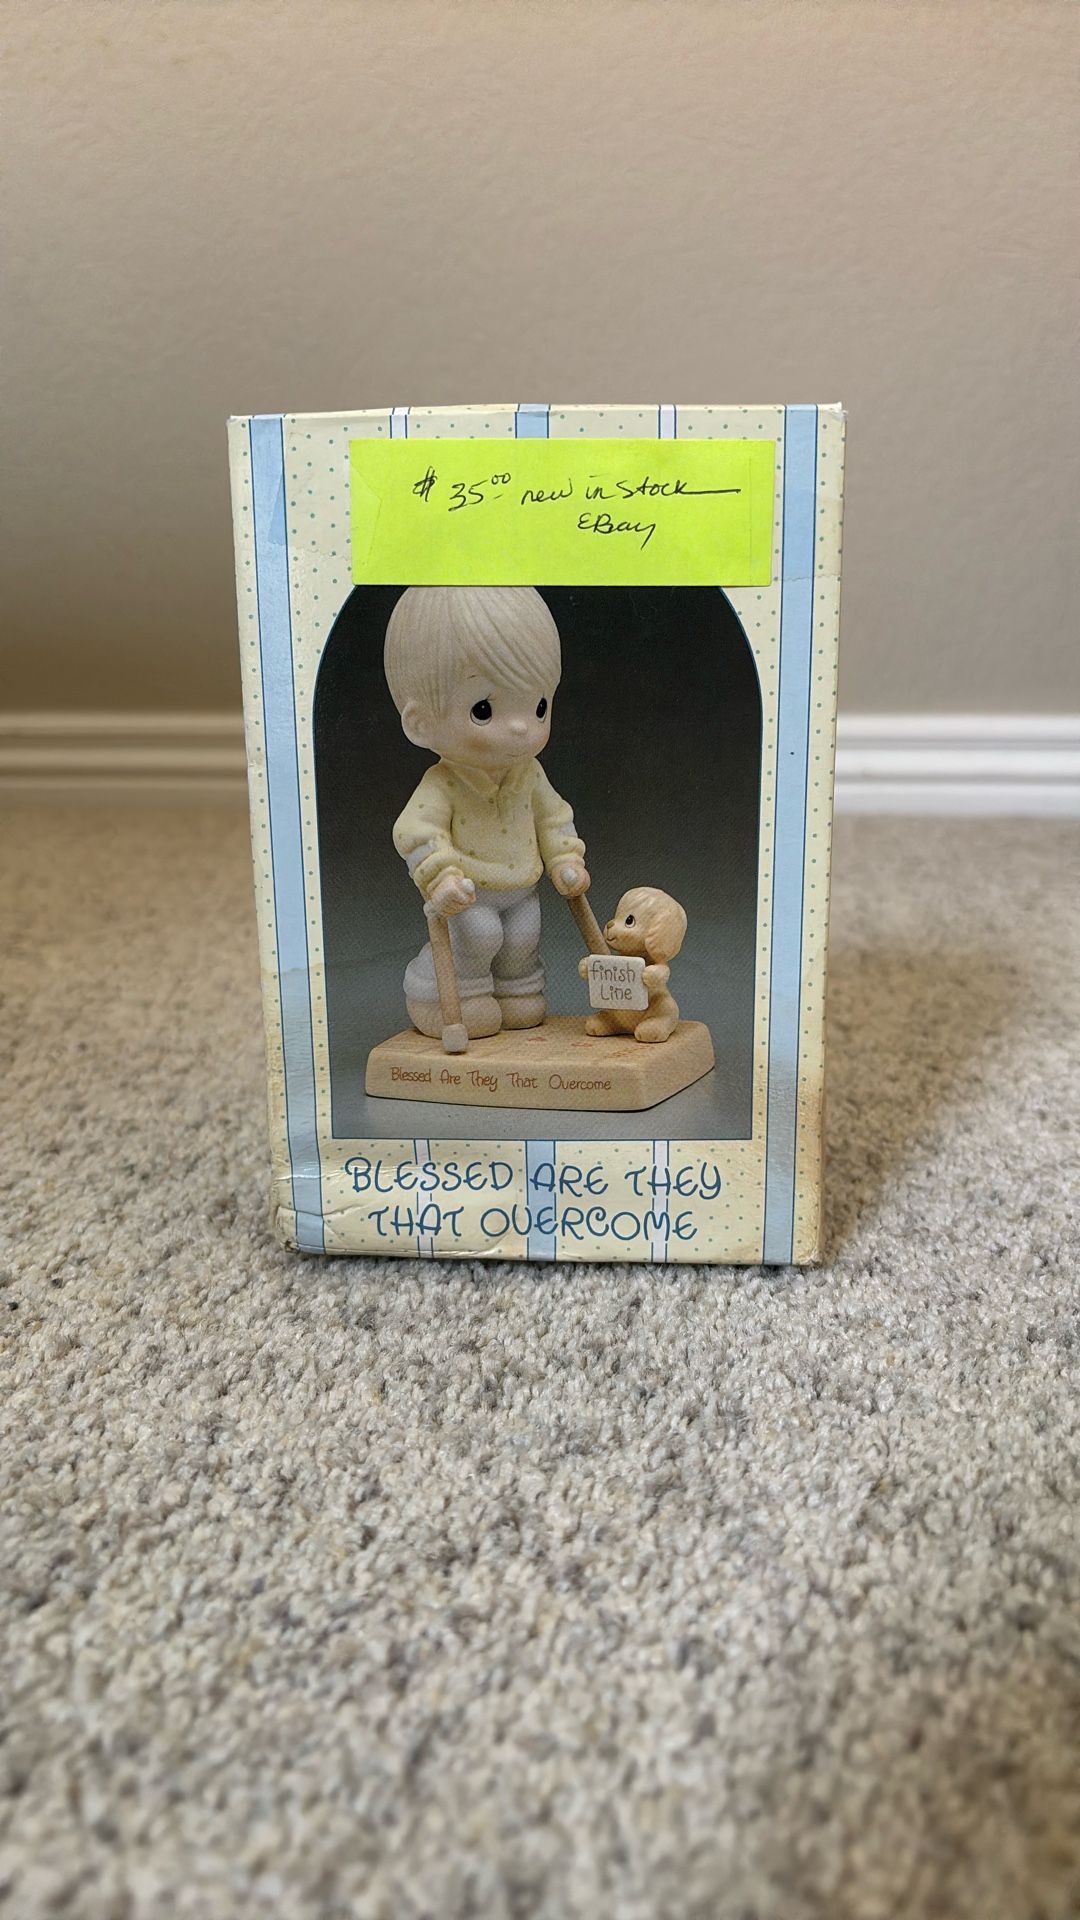 $ 35.00 new in stock
EBay
finish
Line
Blessed Are They That Overcome
BLESSED ARE THEY
THAT OVERCOME